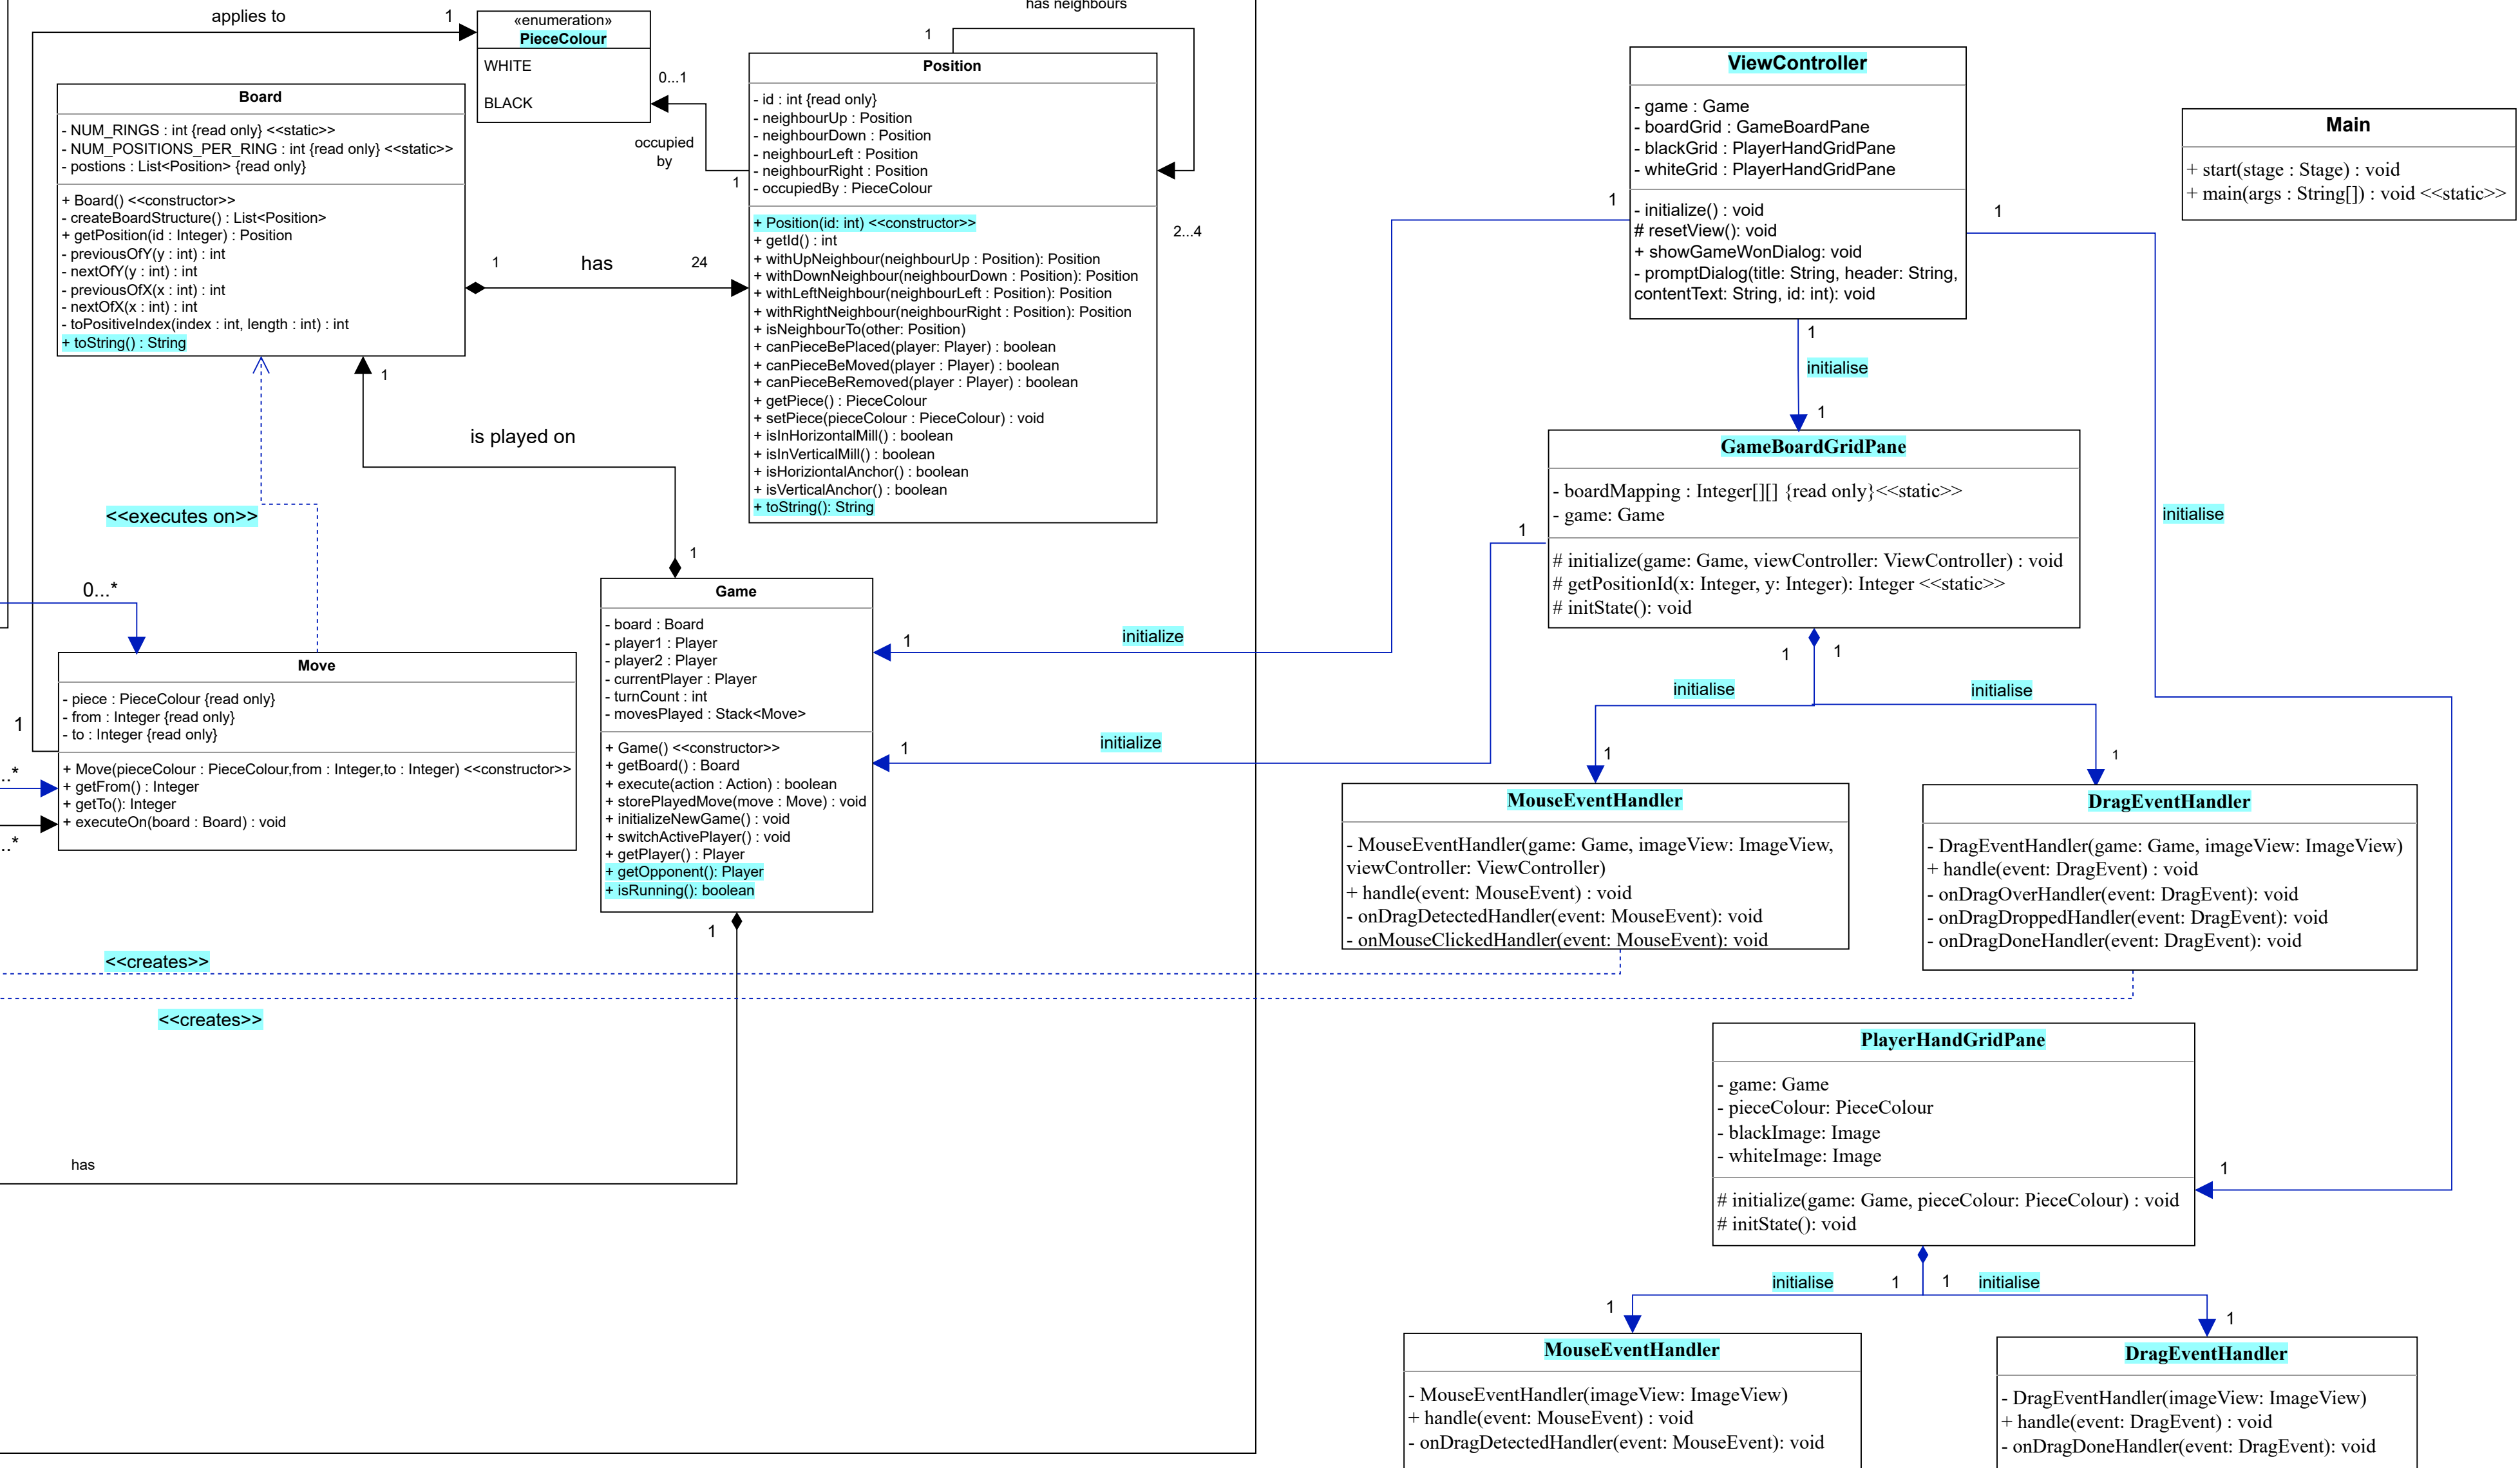 has neighbours
applies to
1
«enumeration»
PieceColour
WHITE
BLACK
0...1
occupied
by
1
1
2...4
Position
- id : int {read only}
- neighbourUp : Position
- neighbourDown : Position
- neighbourLeft : Position
- neighbourRight : Position
- occupiedBy : PieceColour
+ Position(id: int) <<constructor>>
+ getId() : int
+ withUpNeighbour(neighbourUp : Position): Position
+ withDownNeighbour(neighbourDown : Position): Position
+ withLeftNeighbour(neighbourLeft : Position): Position
+ withRightNeighbour(neighbourRight : Position): Position
+ isNeighbourTo(other: Position)
+ canPieceBePlaced(player: Player) : boolean
+ canPieceBeMoved(player : Player) : boolean
+ canPieceBeRemoved(player : Player) : boolean
+ getPiece() : PieceColour
+ setPiece(pieceColour : PieceColour) : void
+ isInHorizontalMill() : boolean
+ isInVerticalMill() : boolean
+ isHoriziontalAnchor() : boolean
+ isVerticalAnchor() : boolean
+ toString(): String
Board
- NUM_RINGS : int {read only} <<static>>
- NUM_POSITIONS_PER_RING : int {read only} <<static>>
- postions : List<Position> {read only}
+ Board() <<constructor>>
- createBoardStructure() : List<Position>
+ getPosition(id : Integer) : Position
- previousOfY(y : int) : int
- nextOfY(y : int) : int
- previousOfX(x : int) : int
- nextOfX(x : int) : int
- toPositiveIndex(index : int, length : int) : int
+ toString() : String
1
has
24
1
is played on
1
<<executes on>>
0...*
1
..*
..*
Move
- piece : PieceColour {read only}
- from : Integer {read only}
- to : Integer {read only}
+ Move(pieceColour : PieceColour,from : Integer,to : Integer) <<constructor>>
+ getFrom() : Integer
+ getTo(): Integer
+ executeOn(board : Board) : void
Game
- board : Board
- player1 : Player
- player2 : Player
- currentPlayer : Player
- turnCount : int
- movesPlayed : Stack<Move>
+ Game() <<constructor>>
+ getBoard() : Board
+ execute(action : Action) : boolean
+ storePlayedMove(move : Move) : void
+ initializeNewGame() : void
+ switchActivePlayer() : void
+ getPlayer() : Player
+ getOpponent(): Player
+ isRunning(): boolean
1
<<creates>>
<<creates>>
has
1
initialize
1
initialize
ViewController
- game : Game
- boardGrid : GameBoardPane
- blackGrid : PlayerHandGridPane
- whiteGrid : PlayerHandGridPane
- initialize() : void
# resetView(): void
+ showGameWonDialog: void
- promptDialog(title: String, header: String,
contentText: String, id: int): void
1
1
1
initialise
1
initialise
Main
+ start(stage : Stage) : void
+ main(args : String[]) : void <<static>>
GameBoardGridPane
- boardMapping : Integer[][] {read only}<<static>>
- game: Game
# initialize(game: Game, viewController: ViewController) : void
# getPositionId(x: Integer, y: Integer): Integer <<static>>
# initState(): void
1
1
1
initialise
initialise
1
1
MouseEventHandler
- MouseEventHandler(game: Game, imageView: ImageView,
viewController: ViewController)
+ handle(event: MouseEvent) : void
- onDragDetectedHandler(event: MouseEvent): void
- onMouseClickedHandler(event: MouseEvent): void
DragEventHandler
- DragEventHandler(game: Game, imageView: ImageView)
+ handle(event: DragEvent) : void
- onDragOverHandler(event: DragEvent): void
- onDragDroppedHandler(event: DragEvent): void
- onDragDoneHandler(event: DragEvent): void
PlayerHandGridPane
- game: Game
- pieceColour: PieceColour
- blackImage: Image
- whiteImage: Image
# initialize(game: Game, pieceColour: PieceColour) : void
# initState(): void
1
initialise
1
1
initialise
1
1
MouseEventHandler
- MouseEventHandler(imageView: ImageView)
+ handle(event: MouseEvent) : void
- onDragDetectedHandler(event: MouseEvent): void
DragEventHandler
- DragEventHandler(imageView: ImageView)
+ handle(event: DragEvent) : void
- onDragDoneHandler(event: DragEvent): void